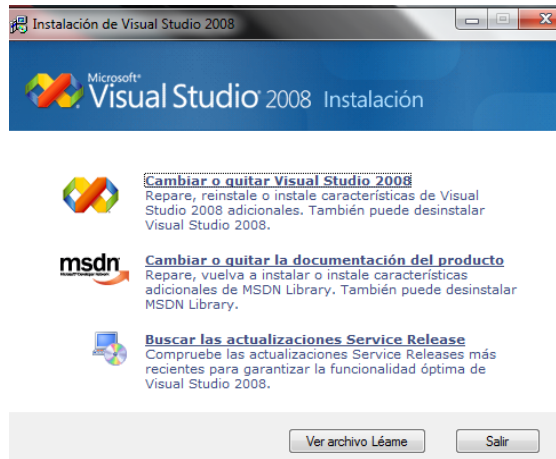 Instalación de Visual Studio 2008
Microsoft®
Visual Studio® 2008 Instalación
Cambiar o quitar Visual Studio 2008
Repare, reinstale o instale características de Visual
Studio 2008 adicionales. También puede desinstalar
Visual Studio 2008.
msdn
Cambiar o quitar la documentación del producto
Repare, vuelva a instalar o instale características
adicionales de MSDN Library. También puede desinstalar
MSDN Library.
Buscar las actualizaciones Service Release
Compruebe las actualizaciones Service Releases más
recientes para garantizar la funcionalidad óptima de
Visual Studio 2008.
Ver archivo Léame
Salir